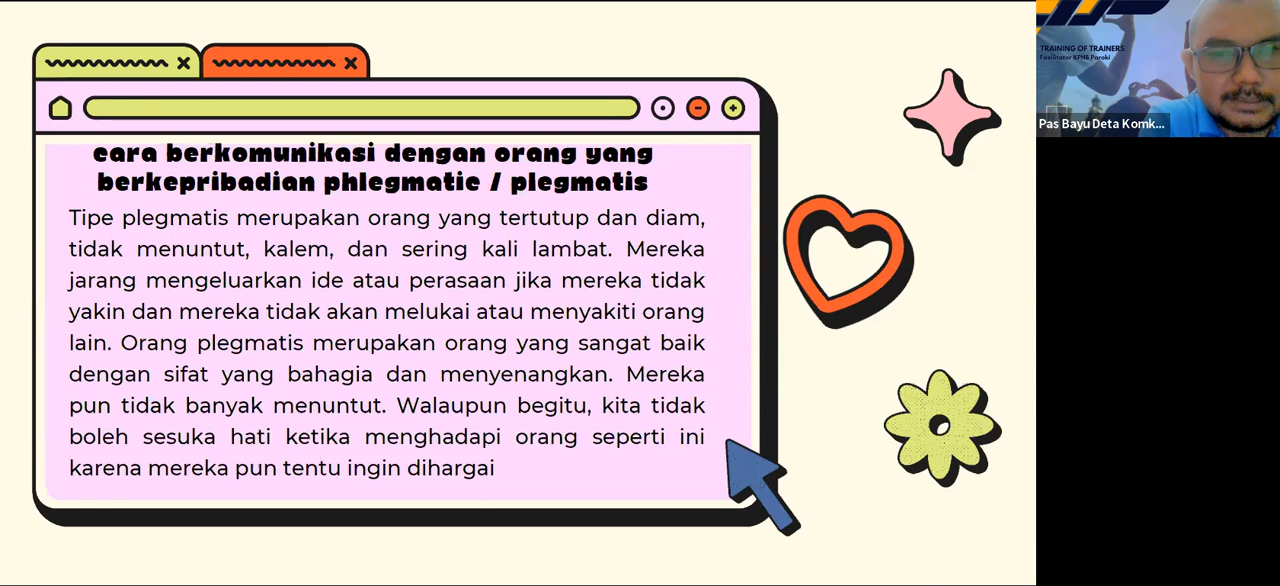 cara berkomunikasi dengan orang yang
berkepribadian phlegmatic / plegmatis
Tipe plegmatis merupakan orang yang tertutup dan diam,
tidak menuntut, kalem, dan sering kali lambat. Mereka
jarang mengeluarkan ide atau perasaan jika mereka tidak
yakin dan mereka tidak akan melukai atau menyakiti orang
lain. Orang plegmatis merupakan orang yang sangat baik
dengan sifat yang bahagia dan menyenangkan. Mereka
pun tidak banyak menuntut. Walaupun begitu, kita tidak
boleh sesuka hati ketika menghadapi orang seperti ini
karena mereka pun tentu ingin dihargai
TRAINING OF TRAINERS
Fasilitator KPHB Paroki
Pas Bayu Deta Komk...